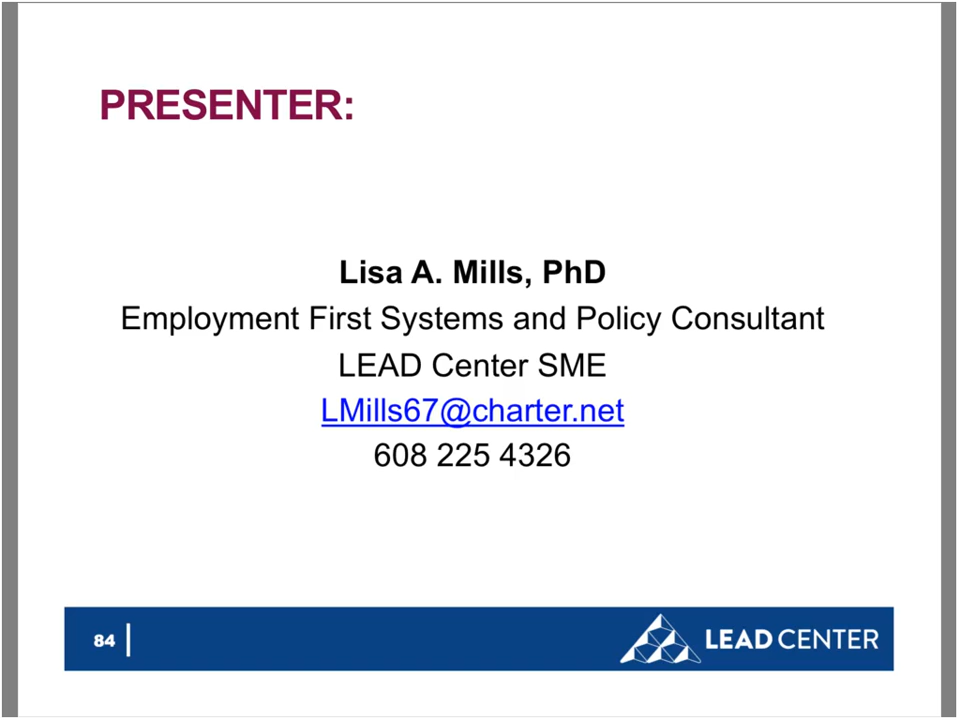 PRESENTER:
Lisa A. Mills, PhD
Employment First Systems and Policy Consultant
LEAD Center SME
LMills67@charter.net
608 225 4326
84
LEAD CENTER